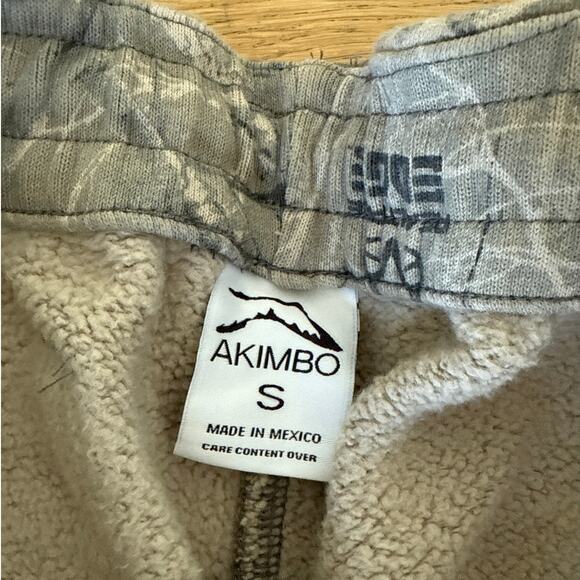 AKIMBO
S
MADE IN MEXICO
CARE CONTENT OVER